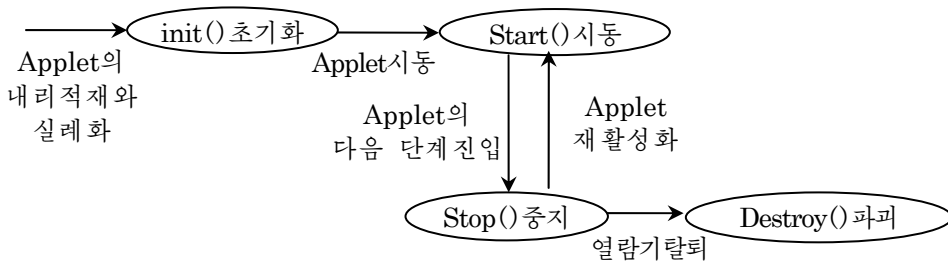 init()초기화
Start()시동
Applet의
내리적재와
실례화
Applet시동
Applet의
다음 단계진입
Applet
재활성화
Stop()중지
Destroy()파괴
열람기탈퇴